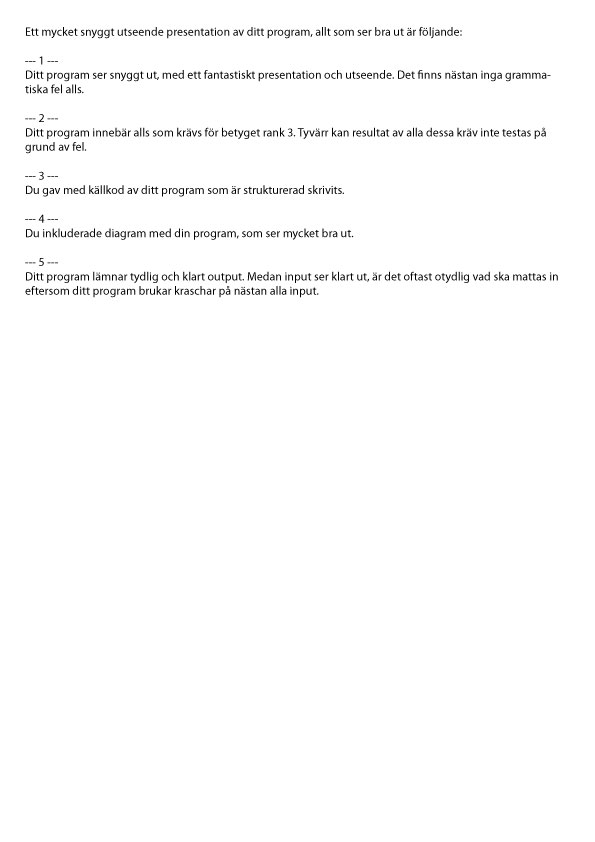 Ett mycket snyggt utseende presentation av ditt program, allt som ser bra ut är följande:
--- 1 ---
Ditt program ser snyggt ut, med ett fantastiskt presentation och utseende. Det finns nästan inga gramma-
tiska fel alls.
--- 2 ---
Ditt program innebär alls som krävs för betyget rank 3. Tyvärr kan resultat av alla dessa kräv inte testas på
grund av fel.
--- 3 ---
Du gav med källkod av ditt program som är strukturerad skrivits.
--- 4 ---
Du inkluderade diagram med din program, som ser mycket bra ut.
--- 5 ---
Ditt program lämnar tydlig och klart output. Medan input ser klart ut, är det oftast otydlig vad ska mattas in
eftersom ditt program brukar kraschar på nästan alla input.